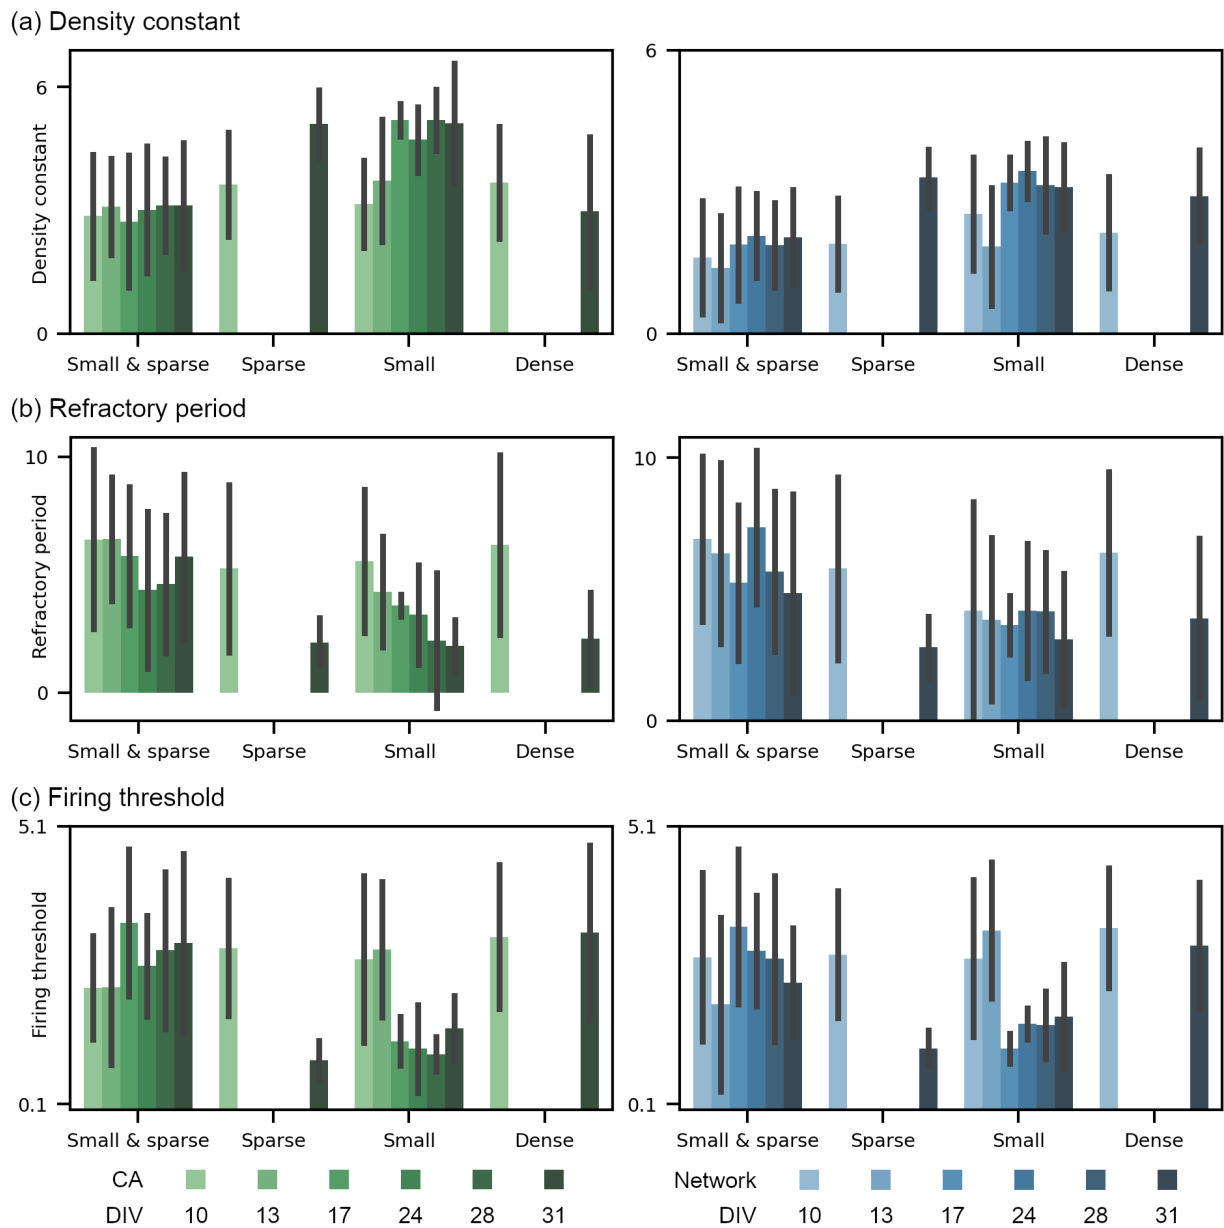 (a) Density constant
6
6
Density constant
0
0
Small & sparse Sparse Small Dense
Small & sparse Sparse Small Dense
(b) Refractory period
10
10
Refractory period
0
0
Small & sparse Sparse Small Dense
Small & sparse Sparse Small Dense
(c) Firing threshold
5.1
5.1
Firing threshold
0.1
0.1
Small & sparse Sparse Small Dense
Small & sparse Sparse Small Dense
CA
DIV 10 13 17 24 28 31
Network
DIV 10 13 17 24 28 31